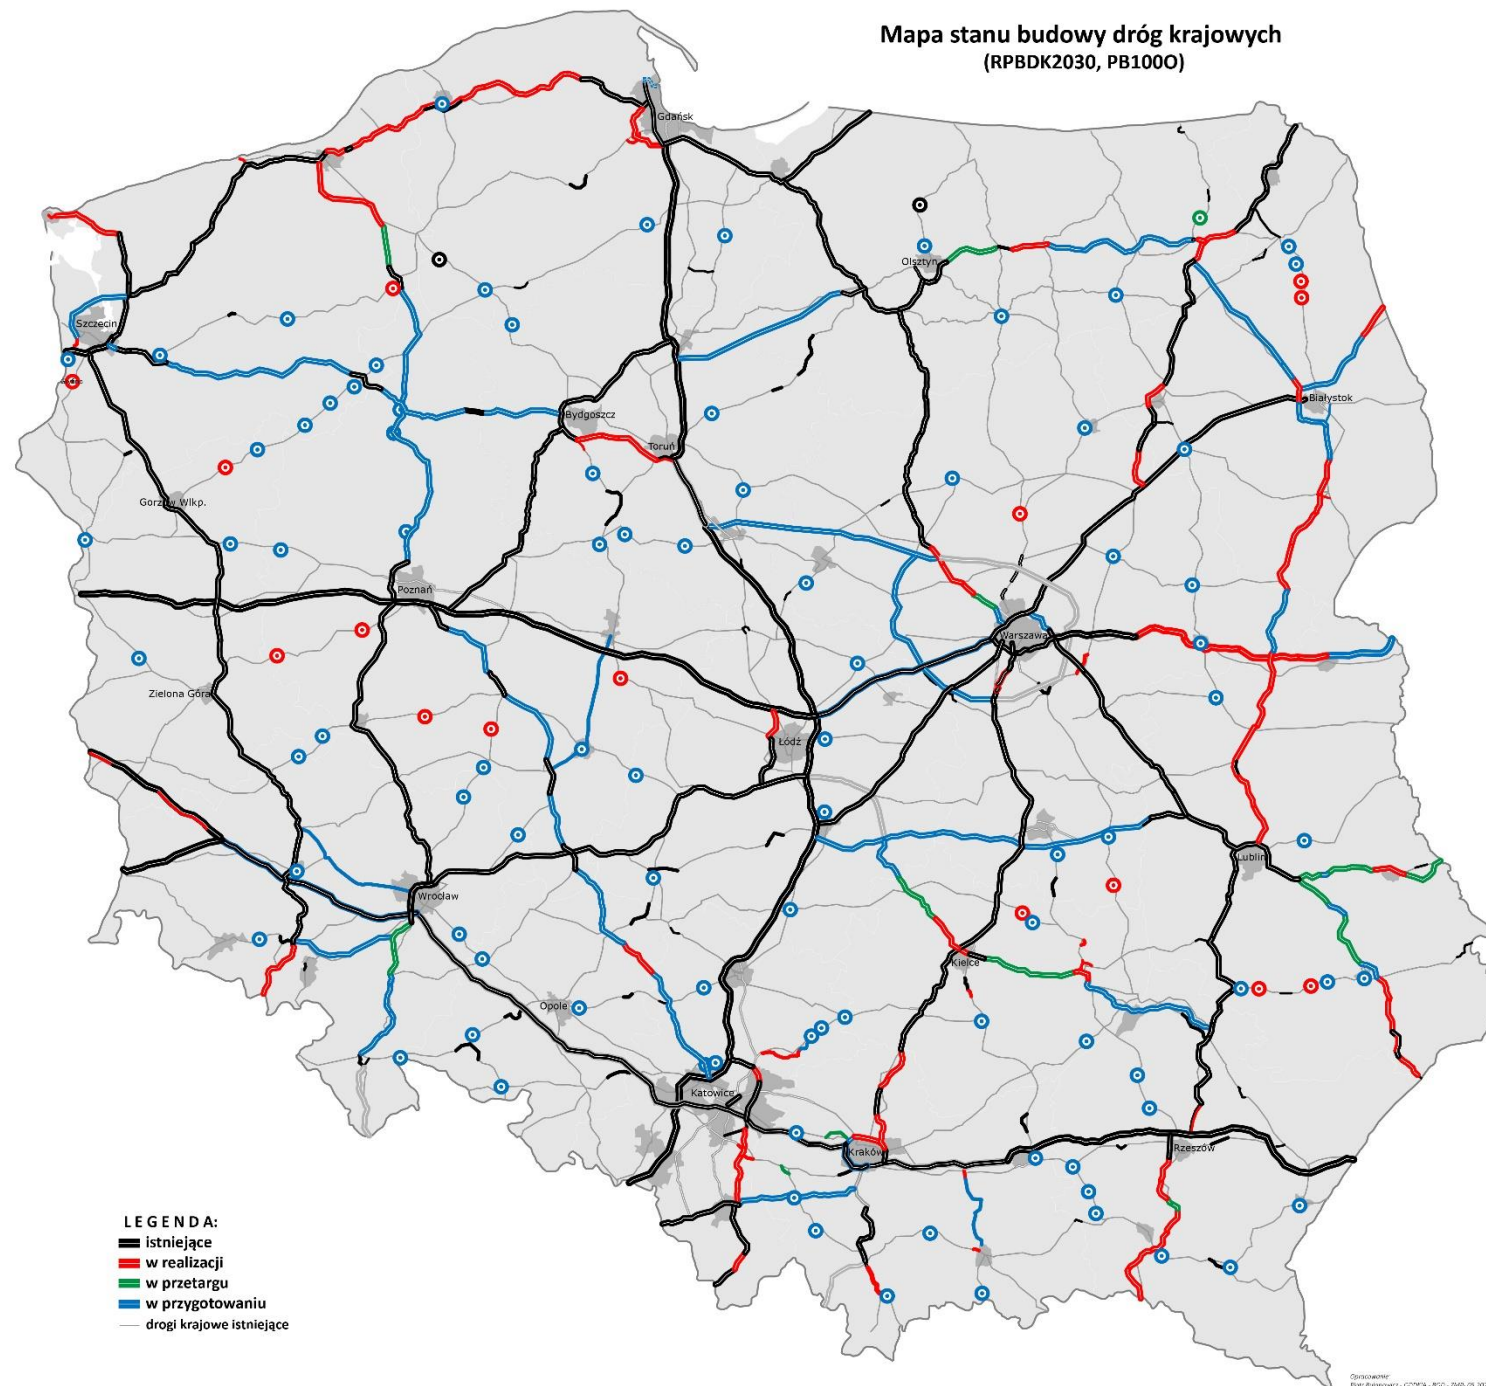 Mapa stanu budowy dróg krajowych
(RPBDK2030, PB100O)
Gdańsk
Olsztyn
Szczecin
Białystok
Bydgoszcz
Toruń
Gorzów Wlkp.
Poznań
Warszawa
Zielona Góra
Łódź
Lublin
Wrocław
Kielce
Opole
Katowice
Kraków
Rzeszów
LEGENDA:
istniejące
w realizacji
w przetargu
w przygotowaniu
drogi krajowe istniejące
Opracowanie: